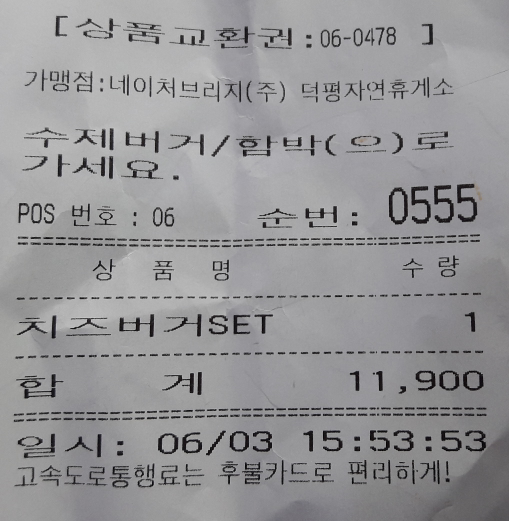 [상품교환권:06-0478 ]
가맹점:네이처브리지(주) 덕평자연휴게소
수제버거/함박(으)로
가세요.
POS 번호 : 06 순번: 0555
==================================================
상 품 명 수 량
--------------------------------------------------
치즈버거SET 1
--------------------------------------------------
합 계 11,900
==================================================
일시: 06/03 15:53:53
고속도로통행료는 후불카드로 편리하게!